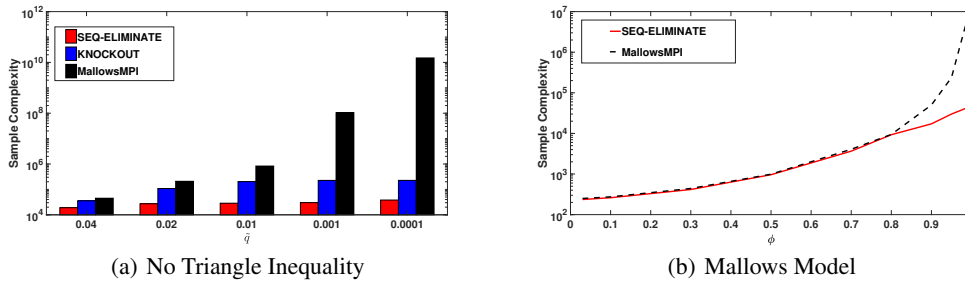 10^12
10^10
10^8
10^6
10^4
Sample Complexity
SEQ-ELIMINATE
KNOCKOUT
MallowsMPI
0.04 0.02 0.01 0.001 0.0001
q̃
(a) No Triangle Inequality
10^7
10^6
10^5
10^4
10^3
10^2
Sample Complexity
SEQ-ELIMINATE
MallowsMPI
0 0.1 0.2 0.3 0.4 0.5 0.6 0.7 0.8 0.9
ϕ
(b) Mallows Model